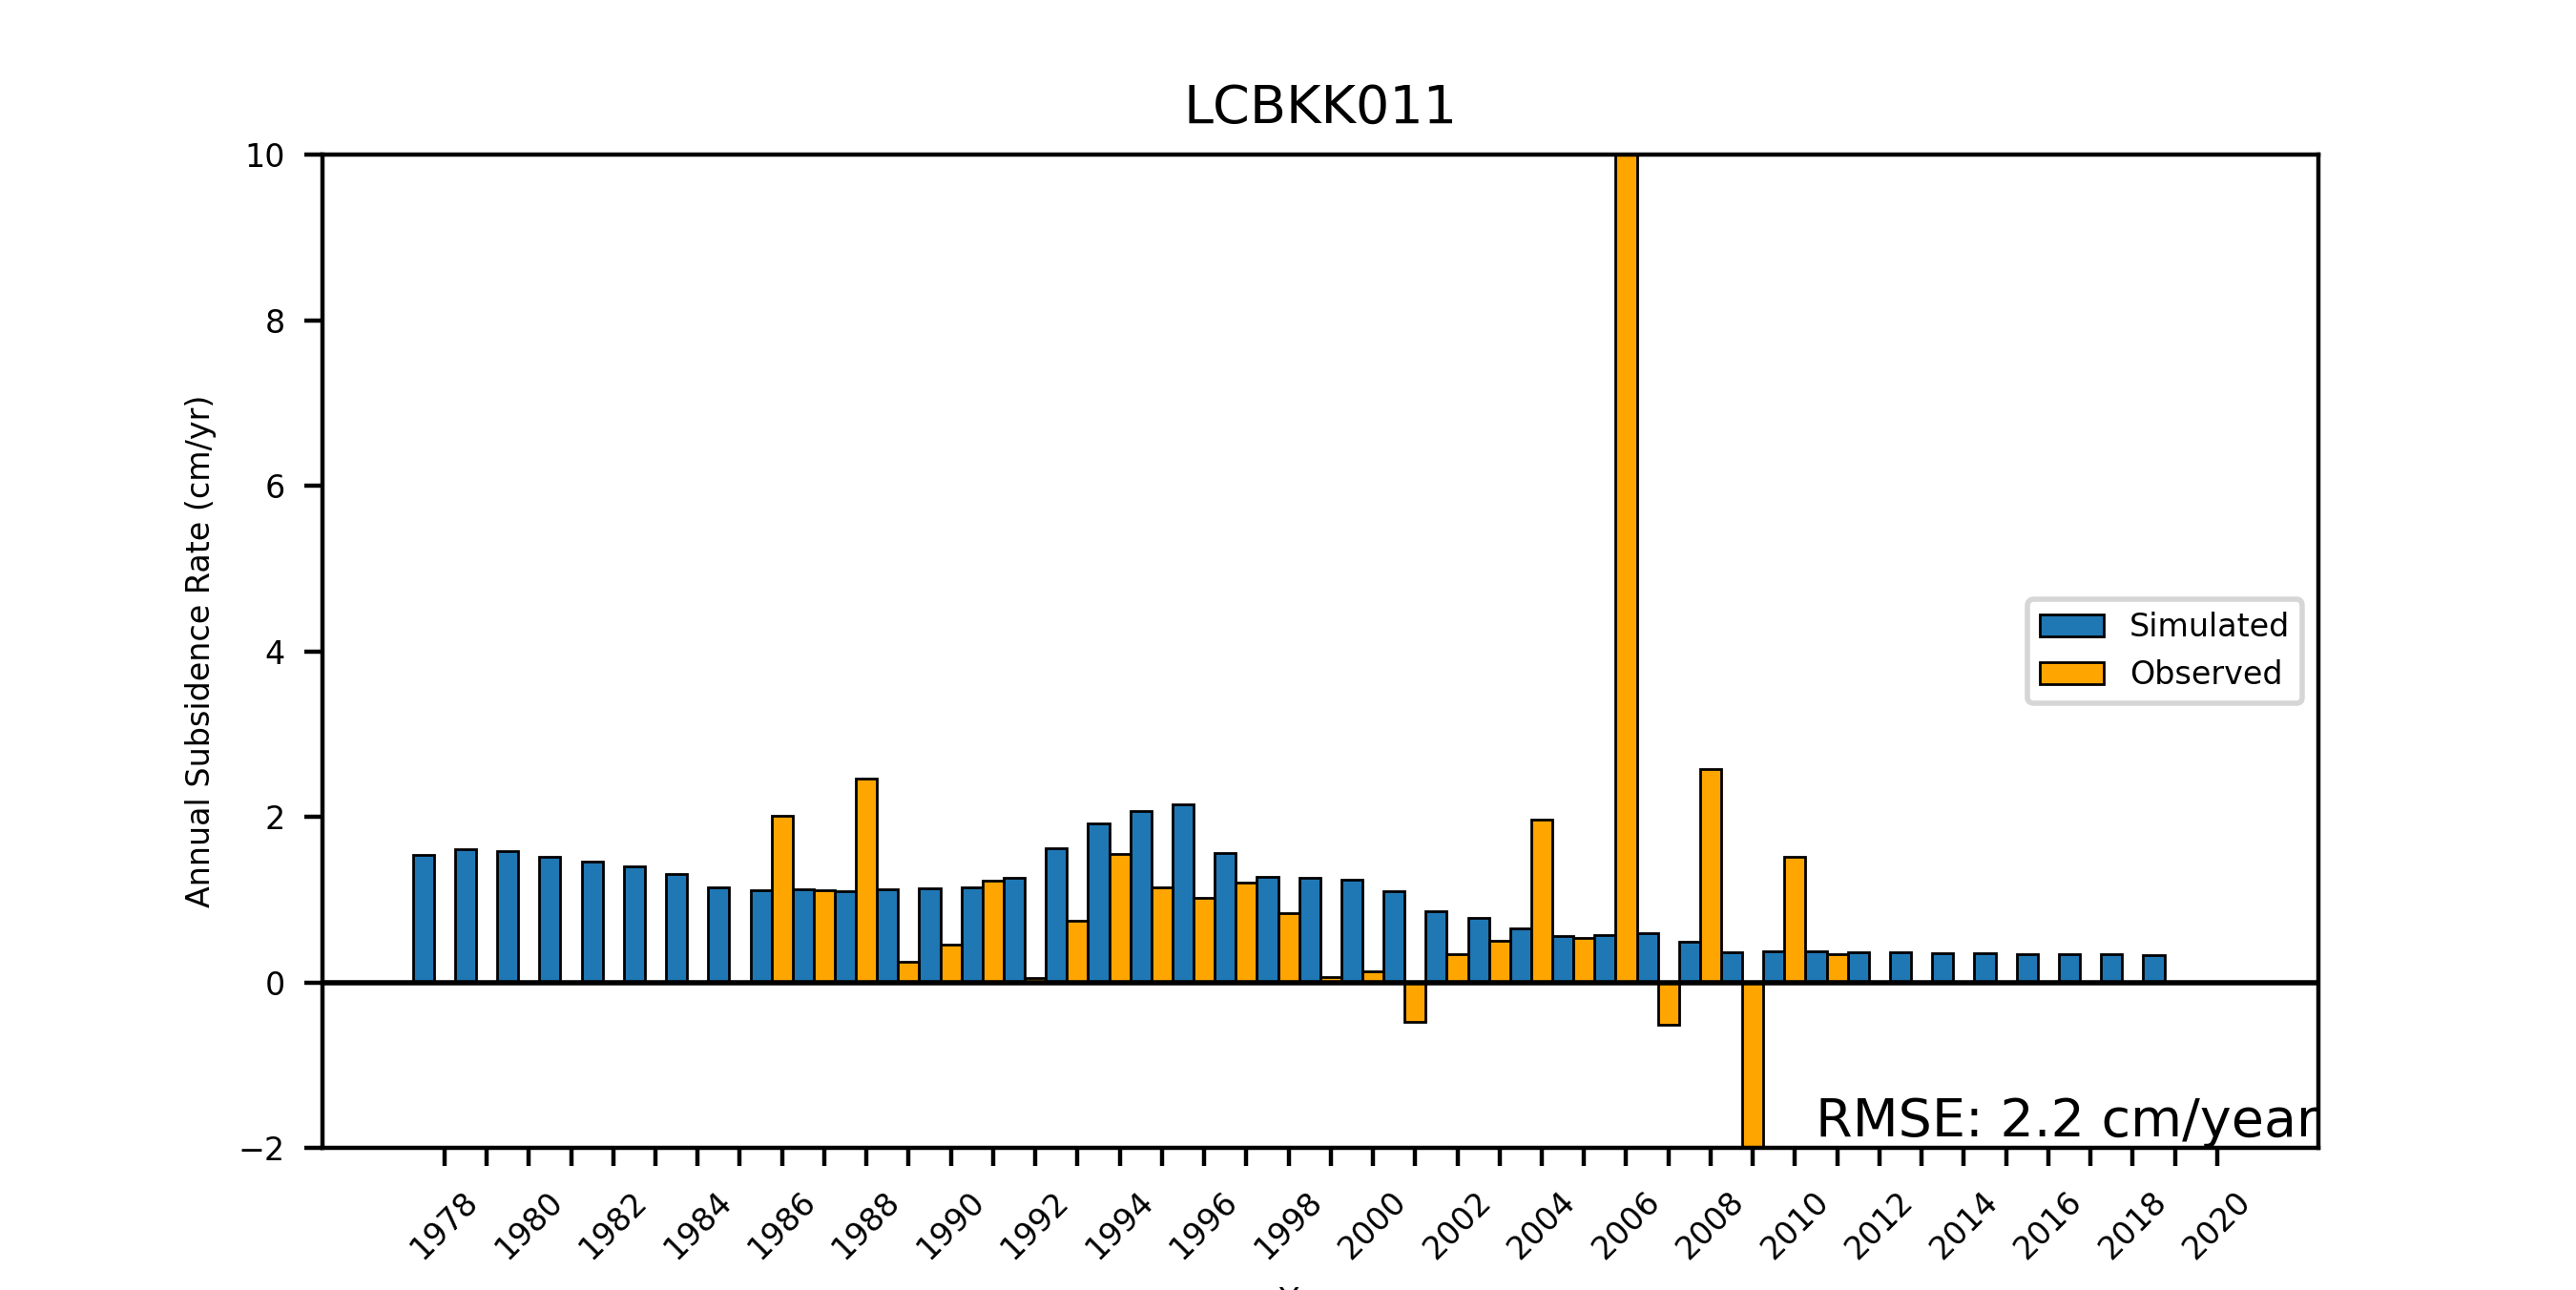 LCBKK011
10
8
6
4
2
0
−2
Annual Subsidence Rate (cm/yr)
Simulated
Observed
RMSE: 2.2 cm/year
1978 1980 1982 1984 1986 1988 1990 1992 1994 1996 1998 2000 2002 2004 2006 2008 2010 2012 2014 2016 2018 2020